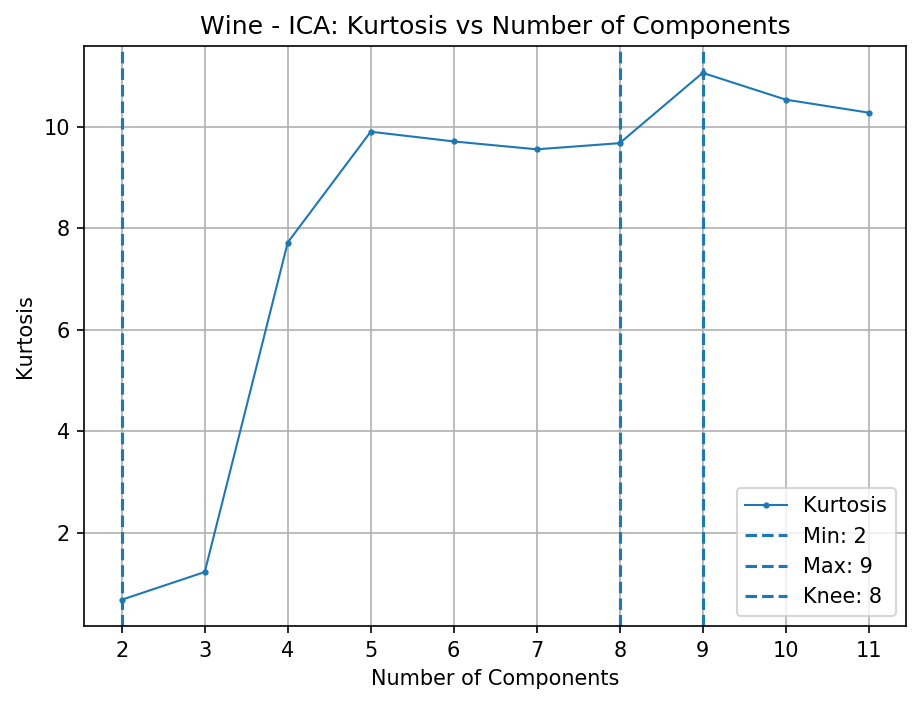 Wine - ICA: Kurtosis vs Number of Components
Kurtosis
10
8
6
4
2
Kurtosis
Min: 2
Max: 9
Knee: 8
2 3 4 5 6 7 8 9 10 11
Number of Components